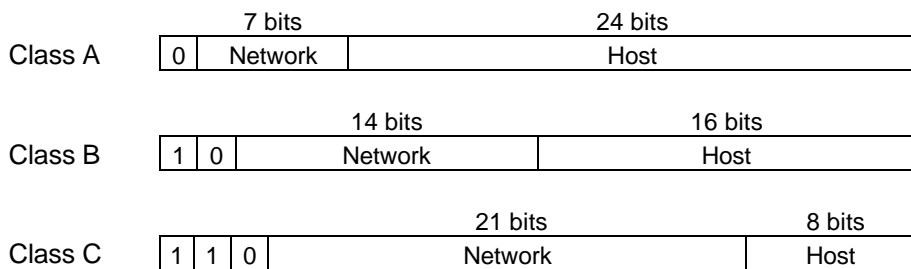 7 bits 24 bits
Class A 0 Network Host
14 bits 16 bits
Class B 1 0 Network Host
21 bits 8 bits
Class C 1 1 0 Network Host